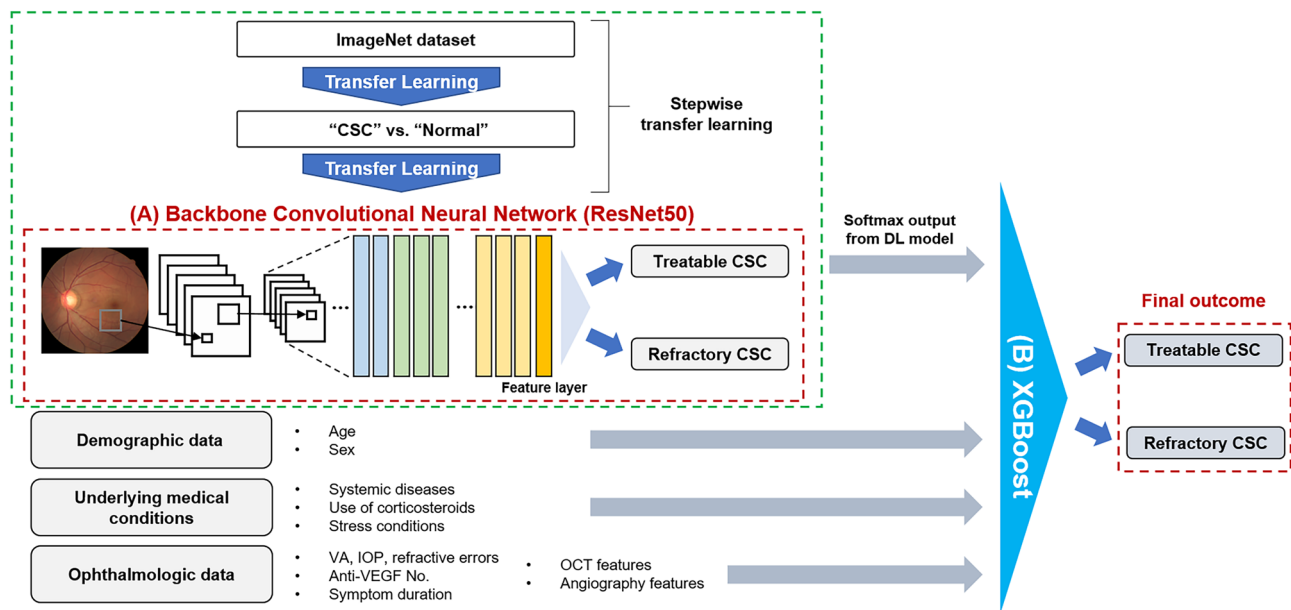 ImageNet dataset
Transfer Learning
“CSC” vs. “Normal”
Transfer Learning
Stepwise
transfer learning
(A) Backbone Convolutional Neural Network (ResNet50)
Treatable CSC
Refractory CSC
Feature layer
Softmax output
from DL model
(B) XGBoost
Final outcome
Treatable CSC
Refractory CSC
Demographic data
• Age
• Sex
Underlying medical
conditions
• Systemic diseases
• Use of corticosteroids
• Stress conditions
Ophthalmologic data
• VA, IOP, refractive errors
• Anti-VEGF No.
• Symptom duration
• OCT features
• Angiography features